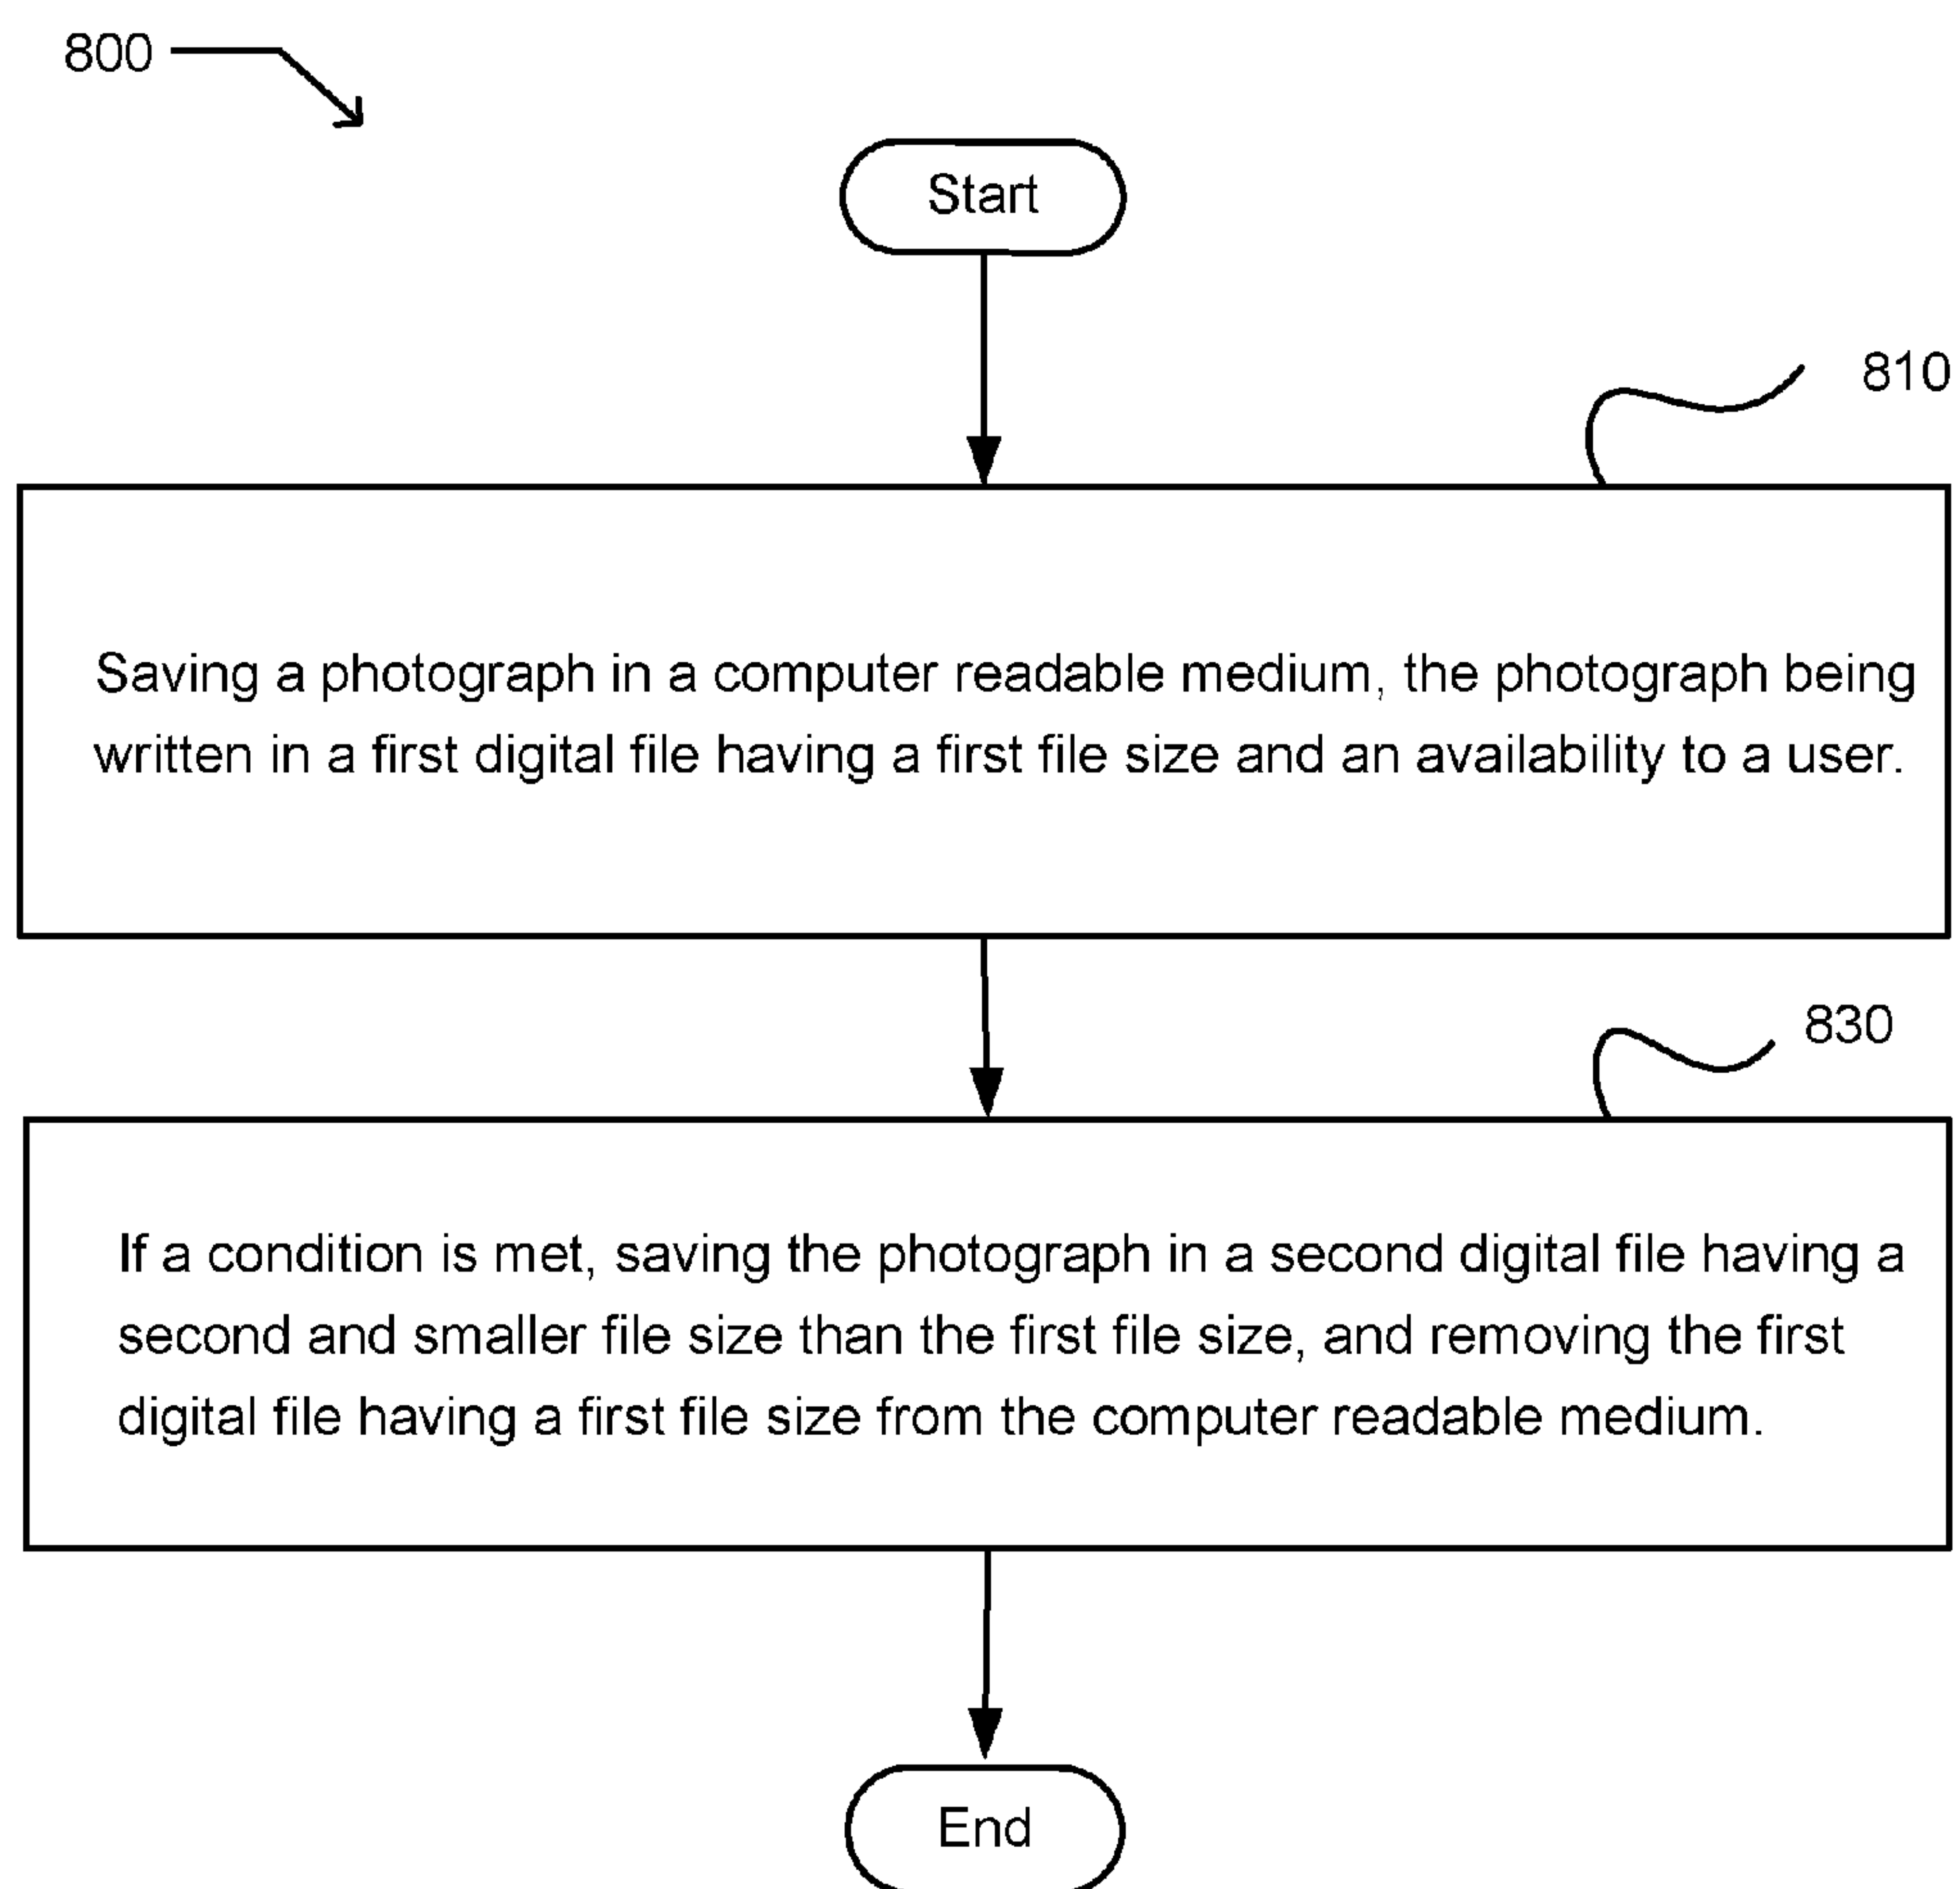 800
Start
810
Saving a photograph in a computer readable medium, the photograph being
written in a first digital file having a first file size and an availability to a user.
830
If a condition is met, saving the photograph in a second digital file having a
second and smaller file size than the first file size, and removing the first
digital file having a first file size from the computer readable medium.
End